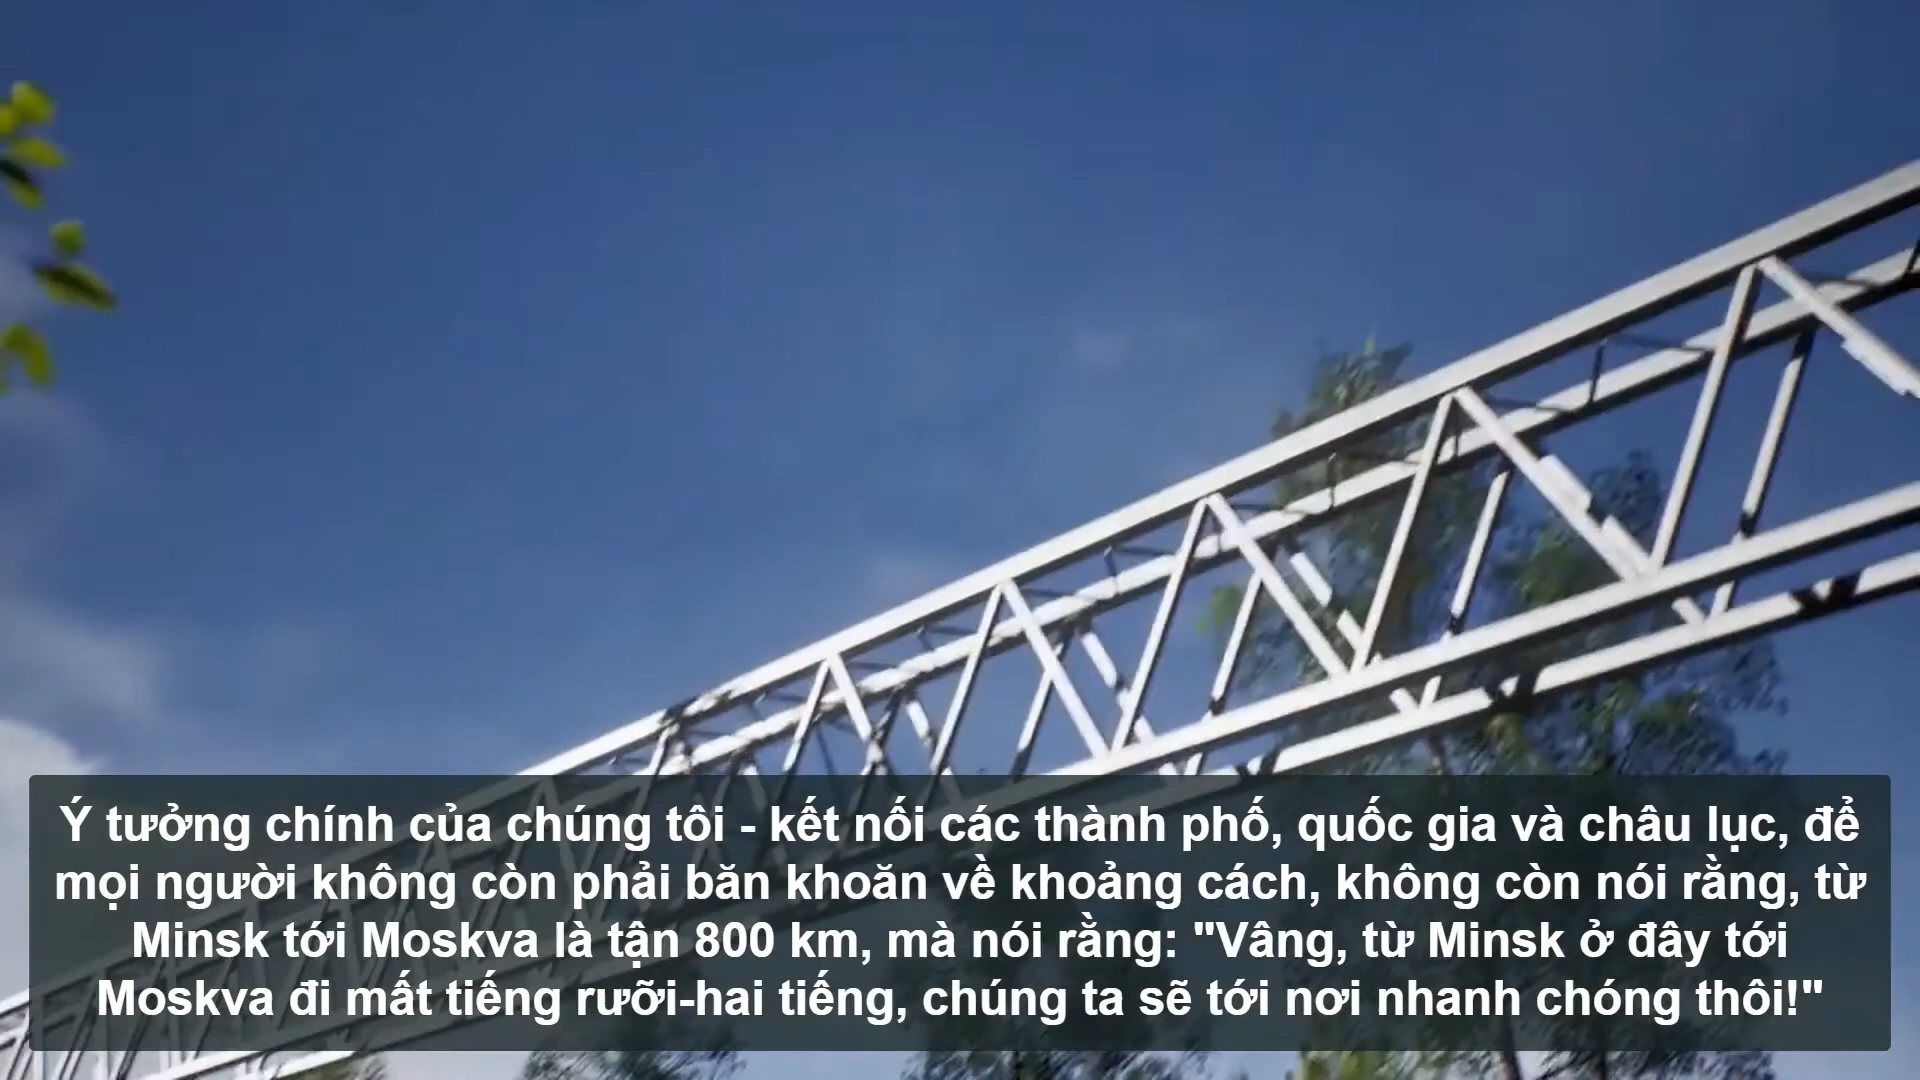 Ý tưởng chính của chúng tôi - kết nối các thành phố, quốc gia và châu lục, để
mọi người không còn phải băn khoăn về khoảng cách, không còn nói rằng, từ
Minsk tới Moskva là tận 800 km, mà nói rằng: "Vâng, từ Minsk ở đây tới
Moskva đi mất tiếng rưỡi-hai tiếng, chúng ta sẽ tới nơi nhanh chóng thôi!"